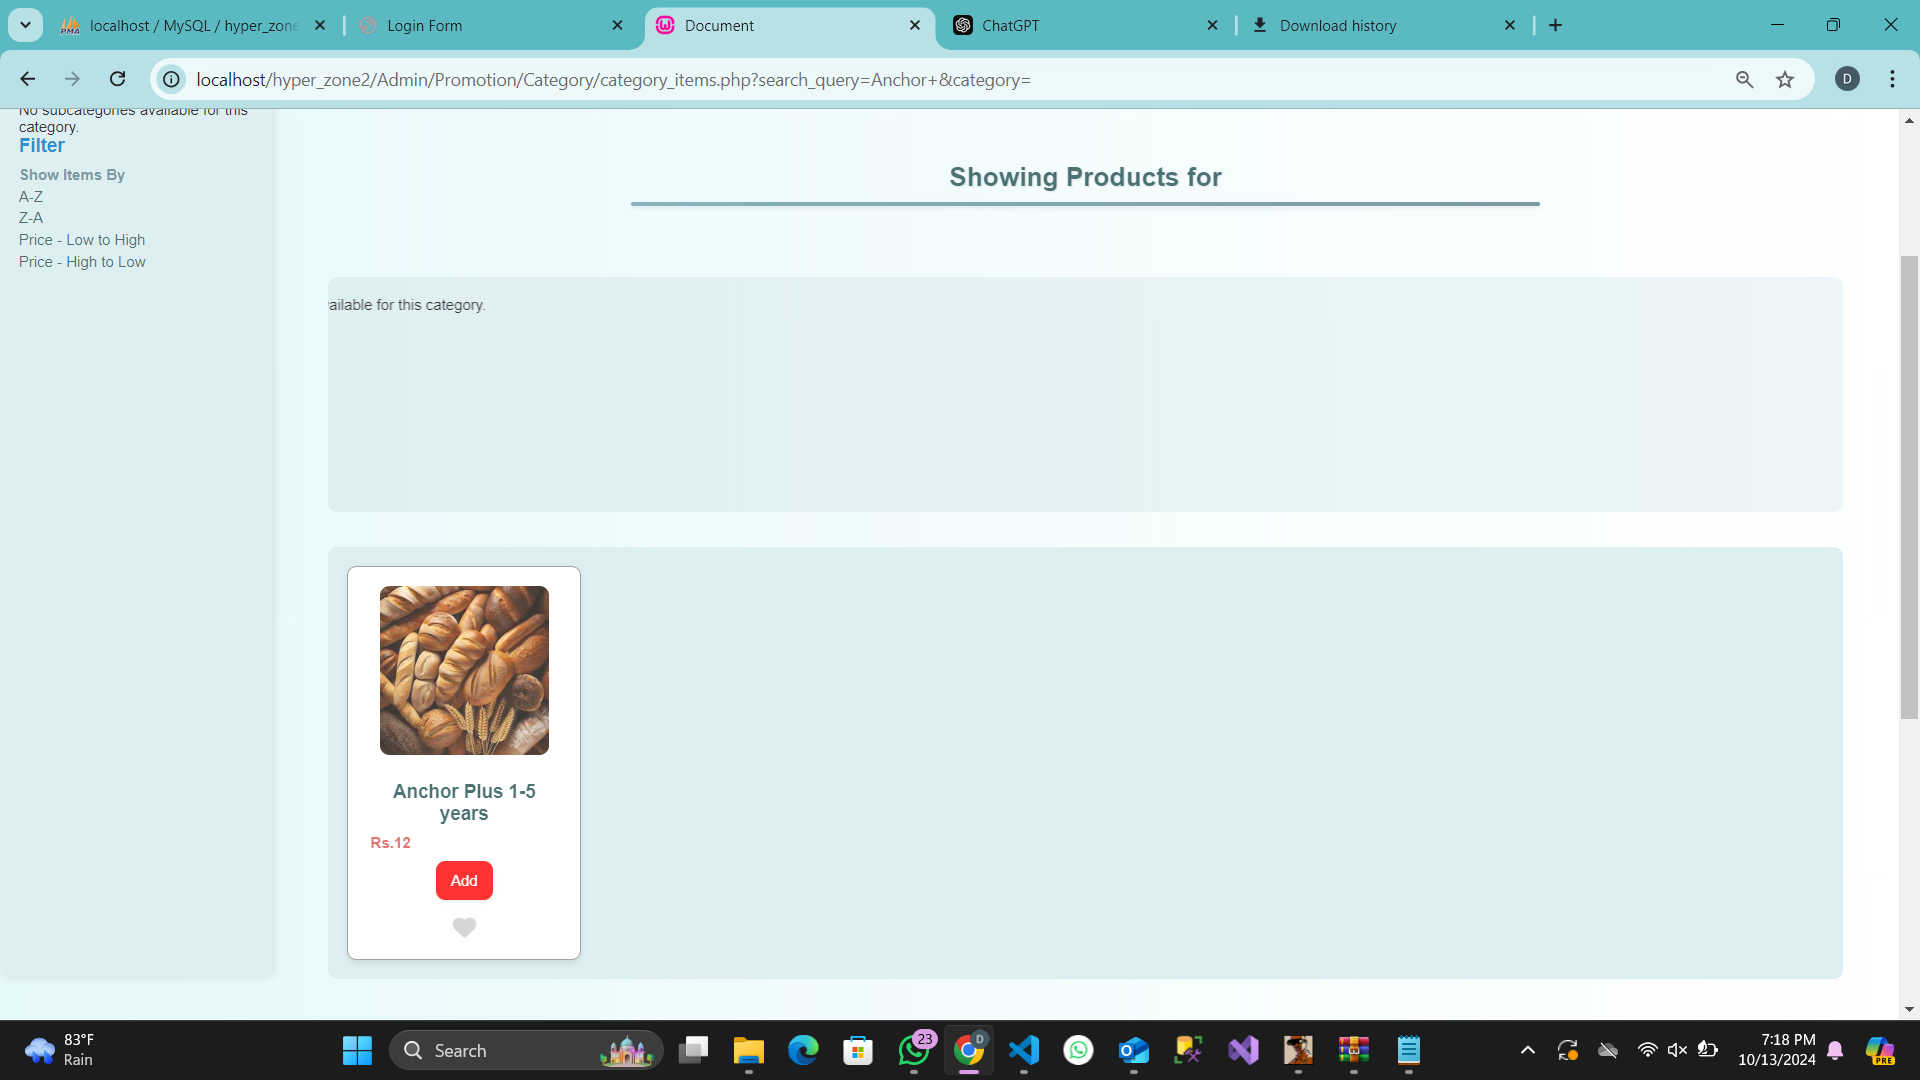 localhost / MySQL / hyper_zone
Login Form
Document
ChatGPT
Download history
localhost/hyper_zone2/Admin/Promotion/Category/category_items.php?search_query=Anchor+&category=
D
No subcategories available for this
category.
Filter
Show Items By
A-Z
Z-A
Price - Low to High
Price - High to Low
Showing Products for
ailable for this category.
Anchor Plus 1-5
years
Rs.12
Add
83°F
Rain
Search
23
D
7:18 PM
10/13/2024
PRE